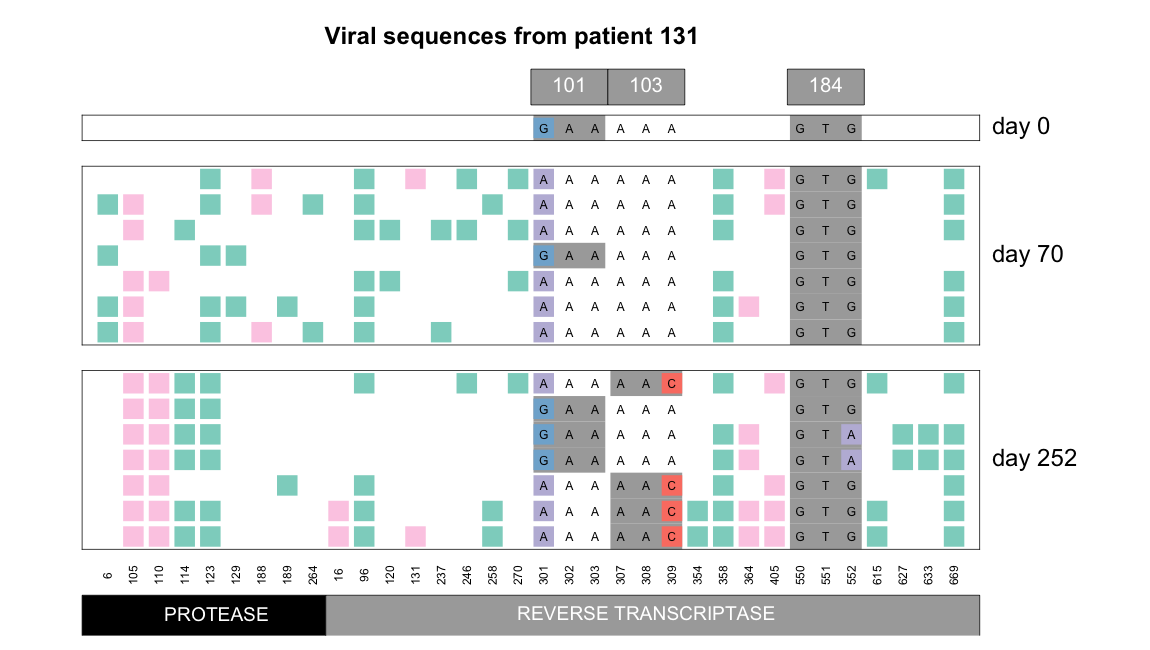 Viral sequences from patient 131
101 103 184
G A A A A A G T G day 0
A A A A A A G T G
A A A A A A G T G
A A A A A A G T G
G A A A A A G T G day 70
A A A A A A G T G
A A A A A A G T G
A A A A A A G T G
A A A A A C G T G
G A A A A A G T G
G A A A A A G T A
G A A A A A G T A day 252
A A A A A C G T G
A A A A A C G T G
A A A A A C G T G
6 105 110 114 123 129 188 189 264 16 96 120 131 237 246 258 270 301 302 303 307 308 309 354 358 364 405 550 551 552 615 627 633 669
PROTEASE REVERSE TRANSCRIPTASE